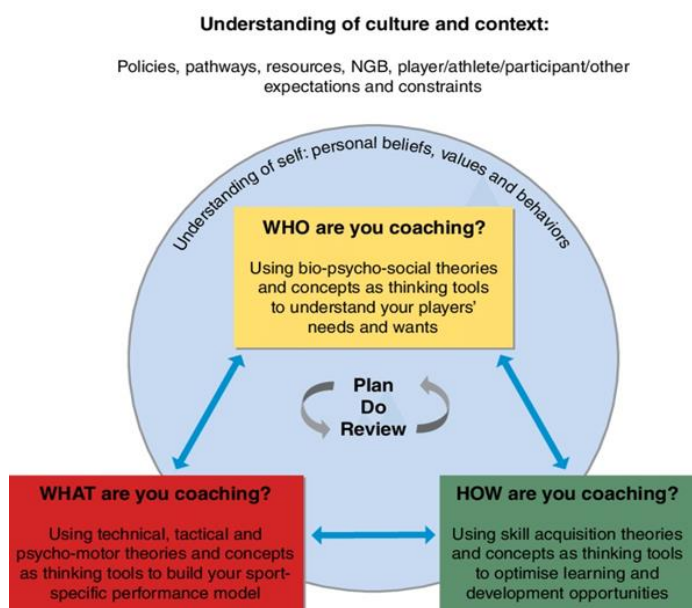 Understanding of culture and context:
Policies, pathways, resources, NGB, player/athlete/participant/other
expectations and constraints
Understanding of self: personal beliefs, values and behaviors
WHO are you coaching?
Using bio-psycho-social theories
and concepts as thinking tools
to understand your players'
needs and wants
Plan
Do
Review
WHAT are you coaching?
Using technical, tactical and
psycho-motor theories and concepts
as thinking tools to build your sport-
specific performance model
HOW are you coaching?
Using skill acquisition theories
and concepts as thinking tools
to optimise learning and
development opportunities